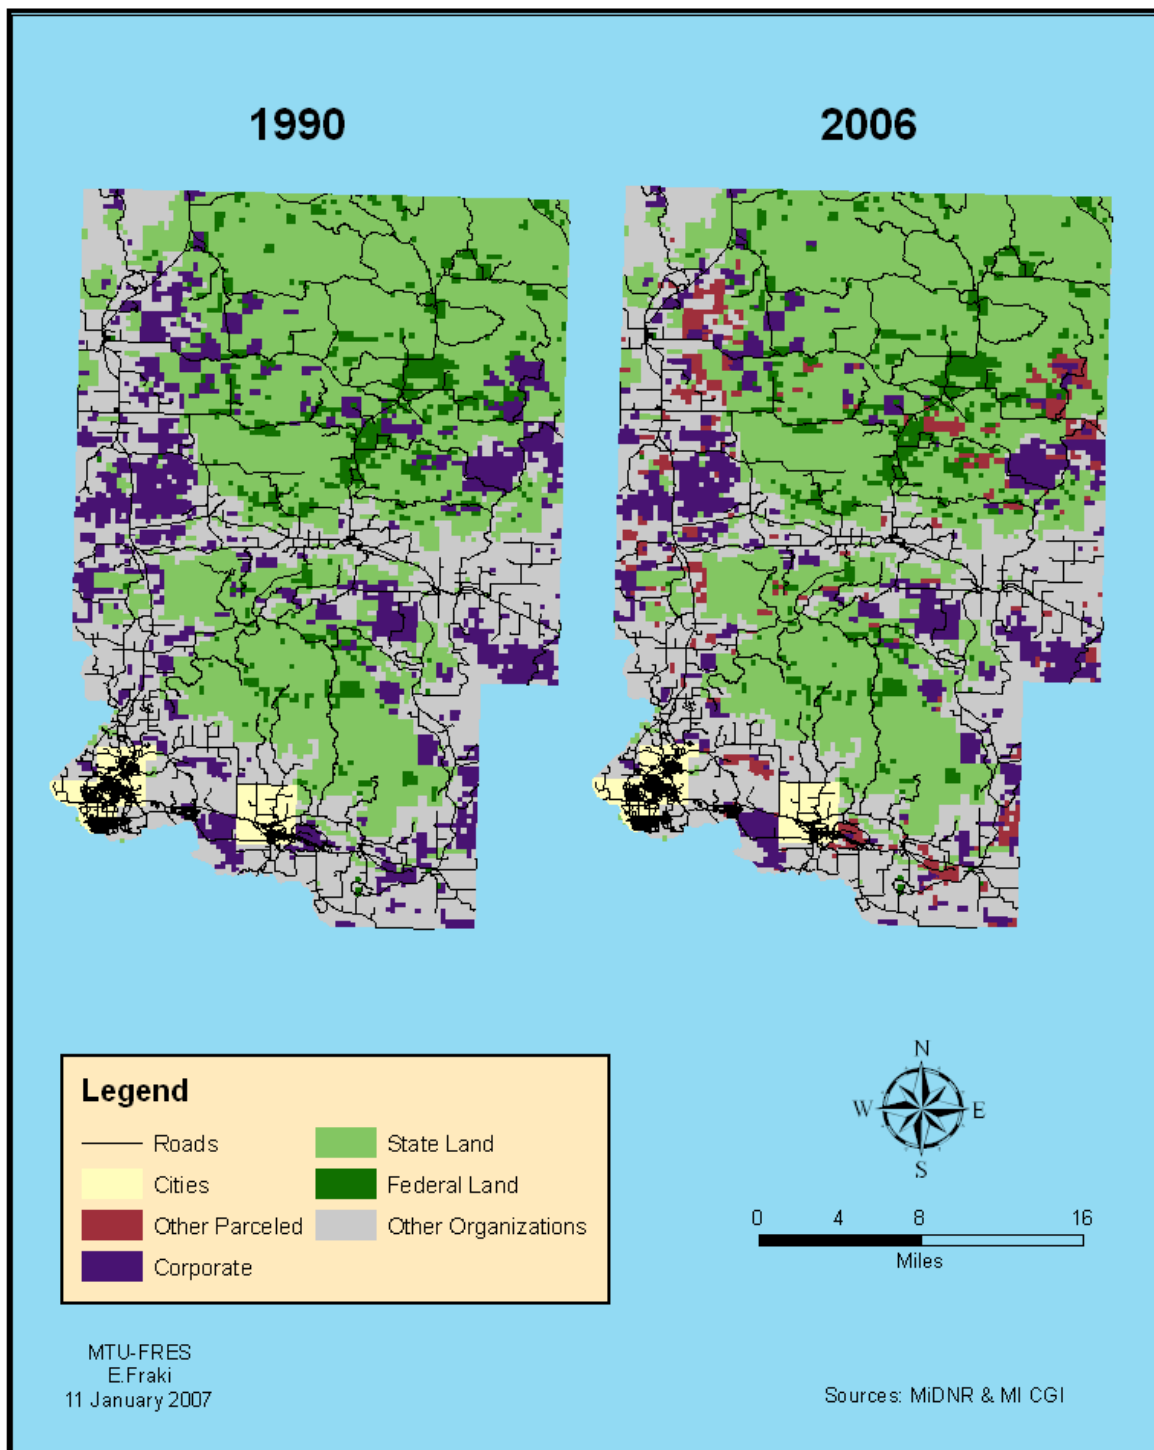 1990
2006
Legend
Roads
State Land
Cities
Federal Land
Other Parceled
Other Organizations
Corporate
N
W
E
S
0 4 8 16
Miles
MTU-FRES
E.Fraki
11 January 2007
Sources: MiDNR & MI CGI